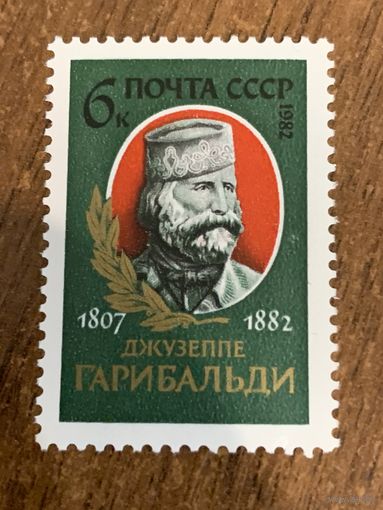 6к ПОЧТА СССР
1982
1807 1882
ДЖУЗЕППЕ
ГАРИБАЛЬДИ